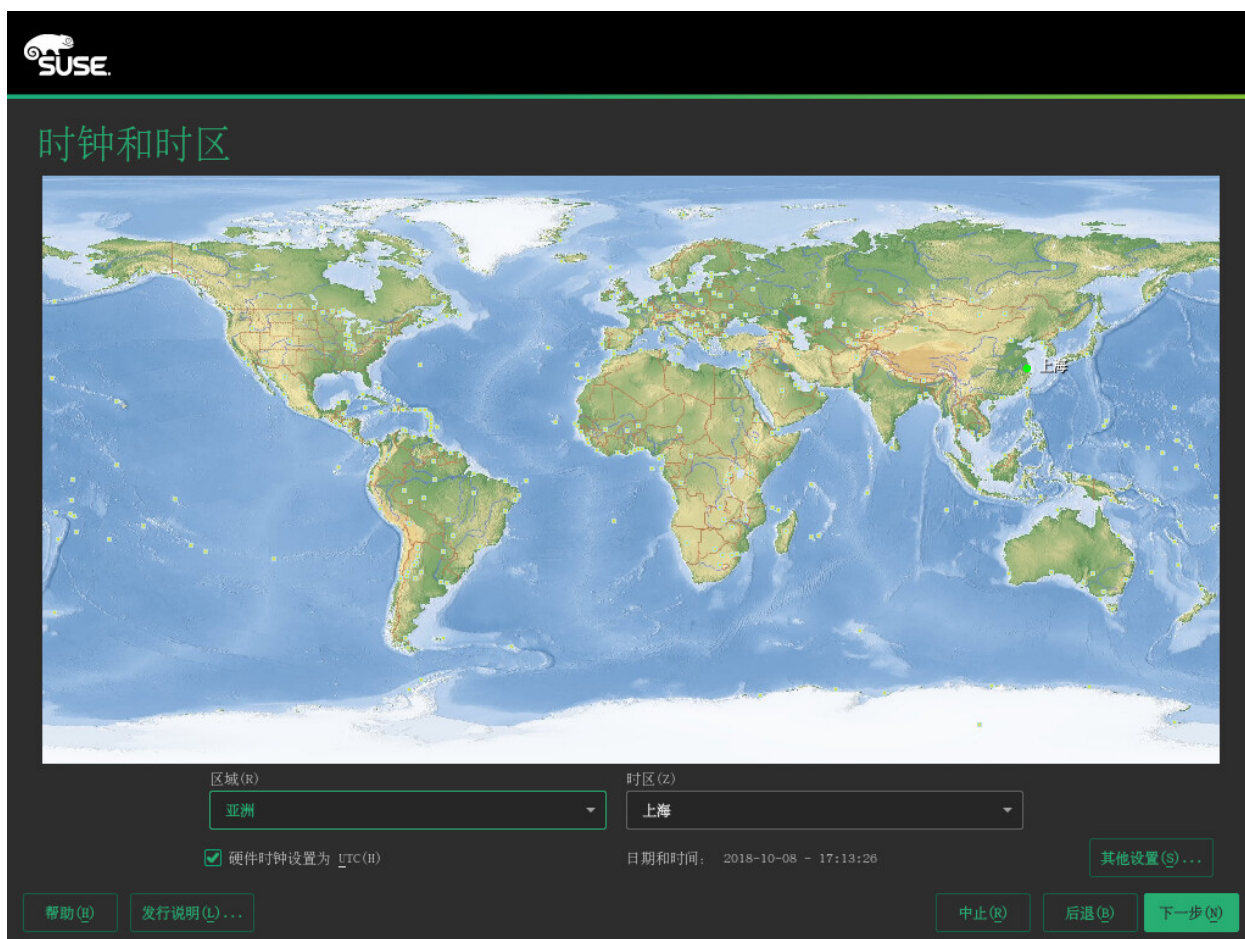 SUSE.
时钟和时区
上海
区域(R)
时区(Z)
亚洲
上海
硬件时钟设置为 UTC(H)
日期和时间： 2018-10-08 - 17:13:26
其他设置(S)...
帮助(H)
发行说明(L)...
中止(R)
后退(B)
下一步(N)